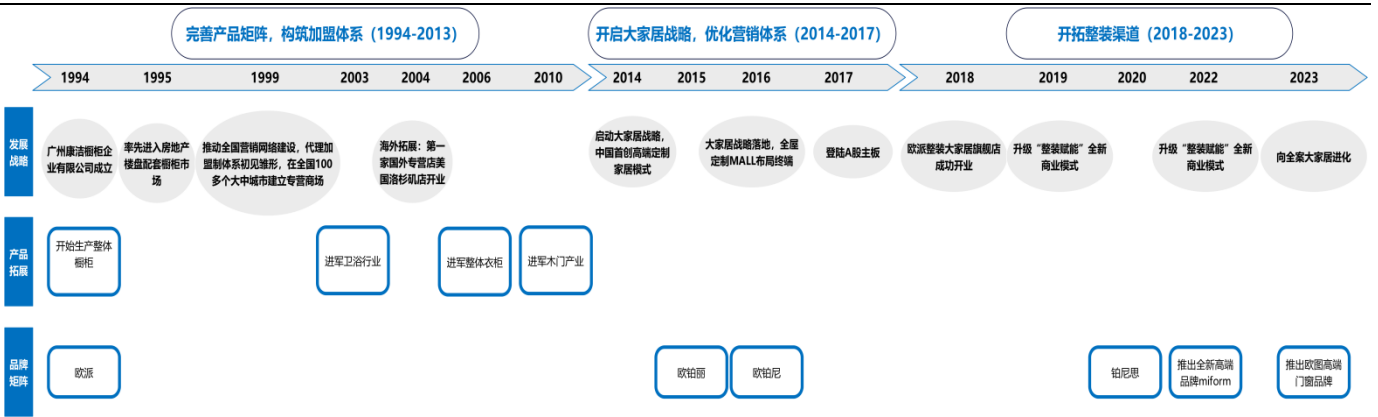 完善产品矩阵，构筑加盟体系（1994-2013）
开启大家居战略，优化营销体系（2014-2017）
开拓整装渠道（2018-2023）
1994
1995
1999
2003
2004
2006
2010
2014
2015
2016
2017
2018
2019
2020
2022
2023
发展
战略
广州康洁橱柜企
业有限公司成立
率先进入房地产
楼盘配套橱柜市
场
推动全国营销网络建设，代理加
盟制体系初见雏形，在全国100
多个大中城市建立专营商场
海外拓展：第一
家国外专营店美
国洛杉矶店开业
启动大家居战略，
中国首创高端定制
家居模式
大家居战略落地，全屋
定制MALL布局终端
登陆A股主板
欧派整装大家居旗舰店
成功开业
升级“整装赋能”全新
商业模式
升级“整装赋能”全新
商业模式
向全案大家居进化
产品
拓展
开始生产整体
橱柜
进军卫浴行业
进军整体衣柜
进军木门产业
品牌
矩阵
欧派
欧铂丽
欧铂尼
铂尼思
推出全新高端
品牌miform
推出欧图高端
门窗品牌